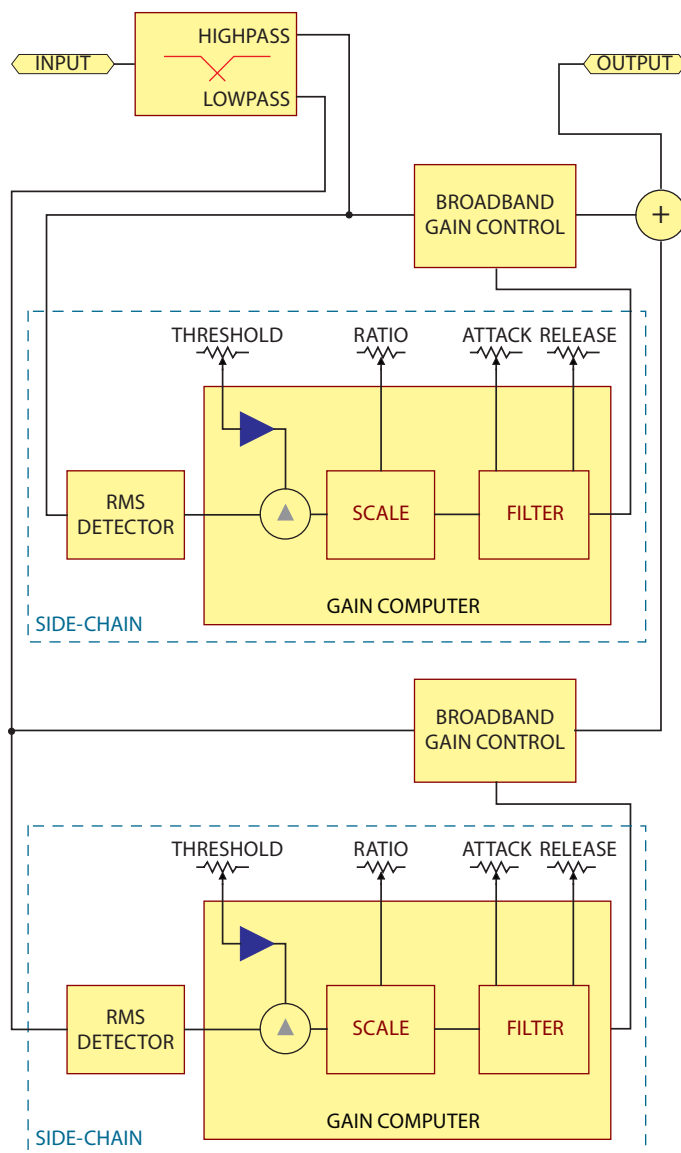 HIGHPASS
INPUT
OUTPUT
LOWPASS
BROADBAND
GAIN CONTROL
+
THRESHOLD
RATIO
ATTACK
RELEASE
RMS
DETECTOR
SCALE
FILTER
GAIN COMPUTER
SIDE-CHAIN
BROADBAND
GAIN CONTROL
THRESHOLD
RATIO
ATTACK
RELEASE
RMS
DETECTOR
SCALE
FILTER
GAIN COMPUTER
SIDE-CHAIN